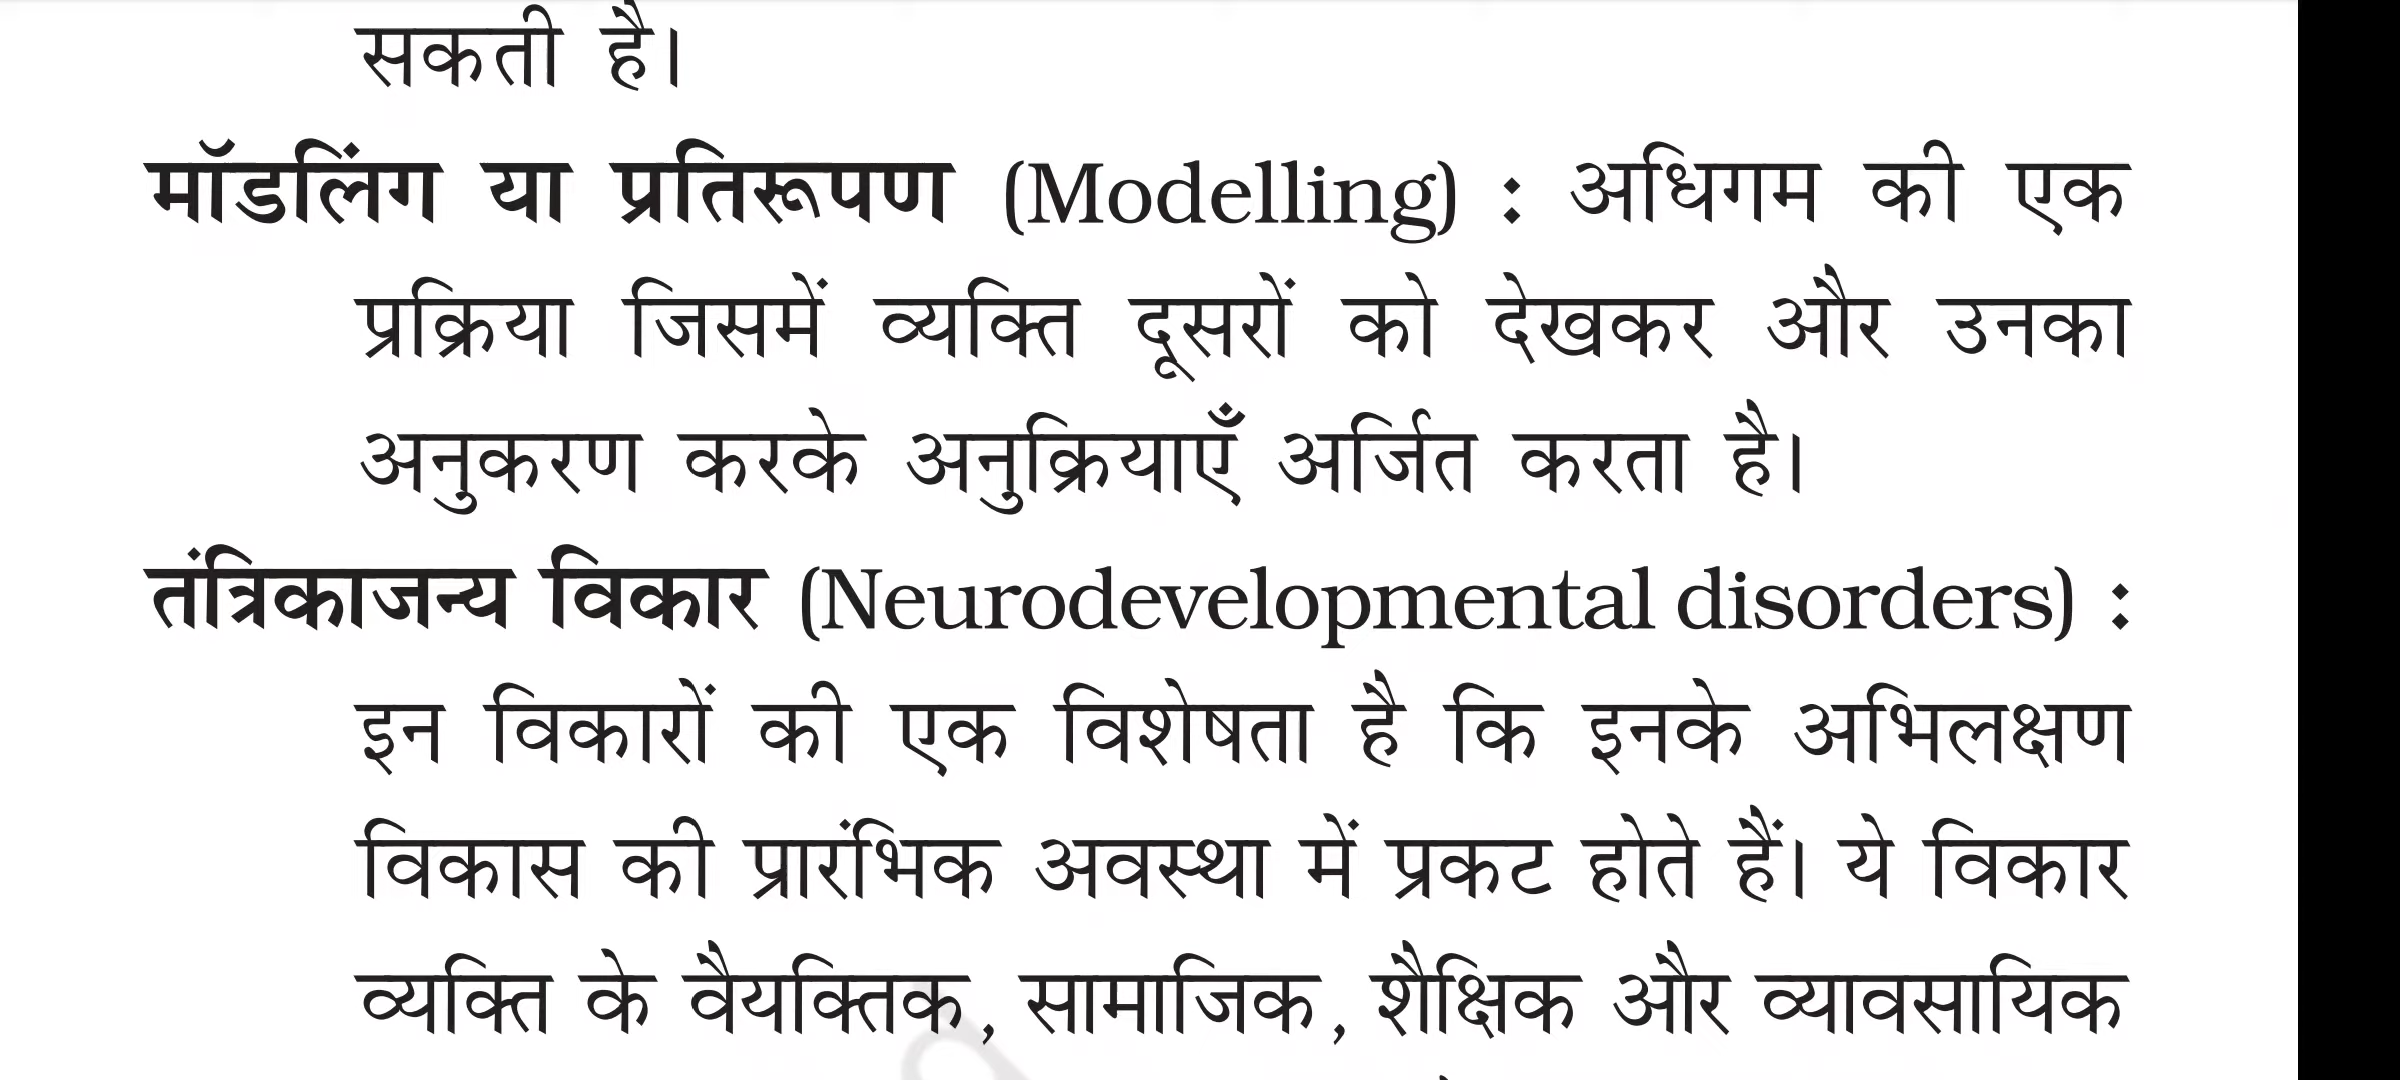 सकती है।
मॉडलिंग या प्रतिरूपण (Modelling) : अधिगम की एक
प्रक्रिया जिसमें व्यक्ति दूसरों को देखकर और उनका
अनुकरण करके अनुक्रियाएँ अर्जित करता है।
तंत्रिकाजन्य विकार (Neurodevelopmental disorders) :
इन विकारों की एक विशेषता है कि इनके अभिलक्षण
विकास की प्रारंभिक अवस्था में प्रकट होते हैं। ये विकार
व्यक्ति के वैयक्तिक, सामाजिक, शैक्षिक और व्यावसायिक